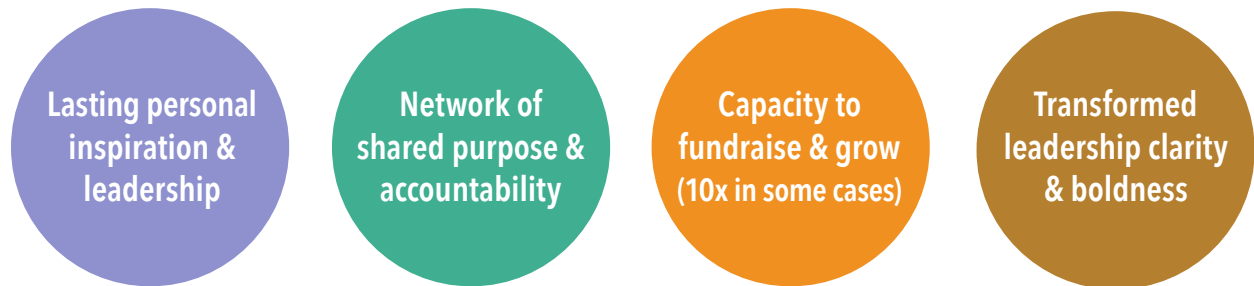 Lasting personal
inspiration &
leadership
Network of
shared purpose &
accountability
Capacity to
fundraise & grow
(10x in some cases)
Transformed
leadership clarity
& boldness